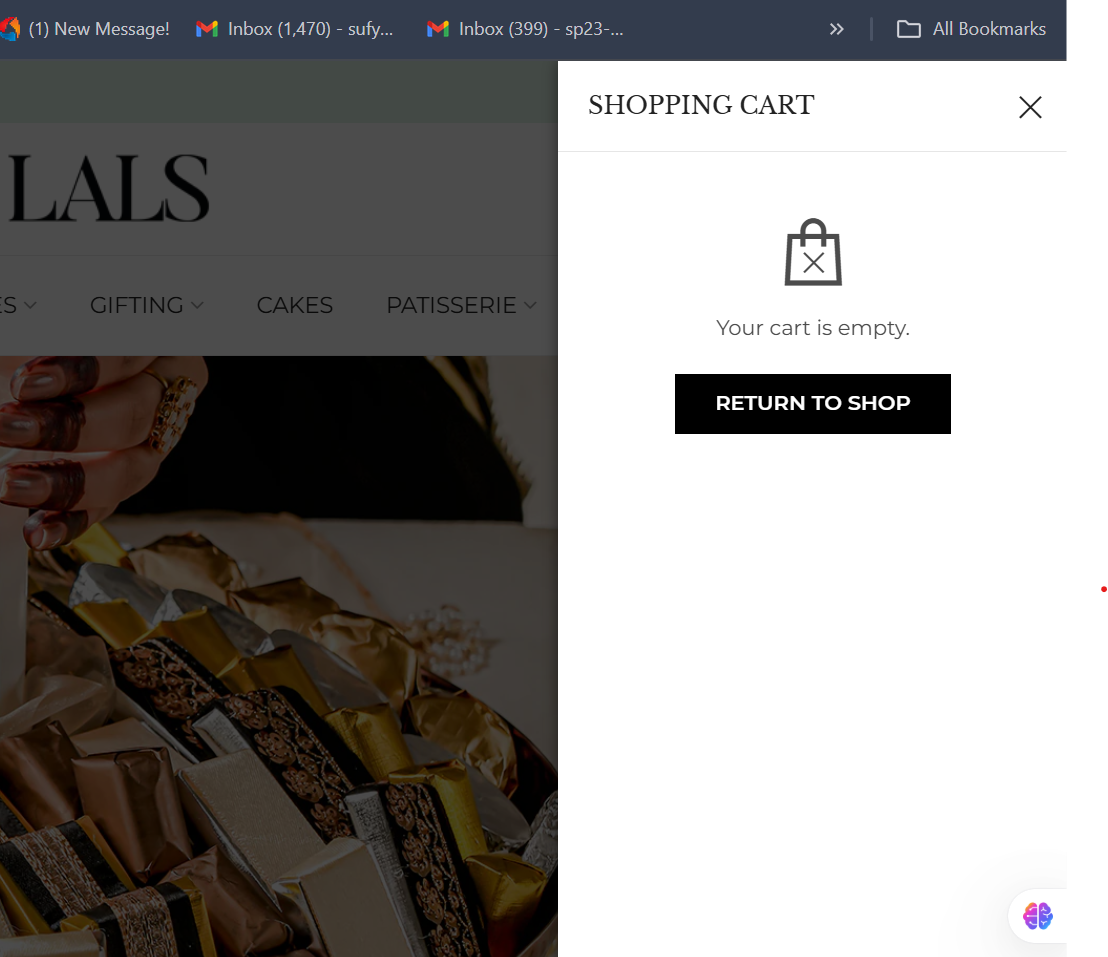 (1) New Message!
Inbox (1,470) - sufy...
Inbox (399) - sp23-...
All Bookmarks
LALS
ES
GIFTING
CAKES
PATISSERIE
SHOPPING CART
Your cart is empty.
RETURN TO SHOP